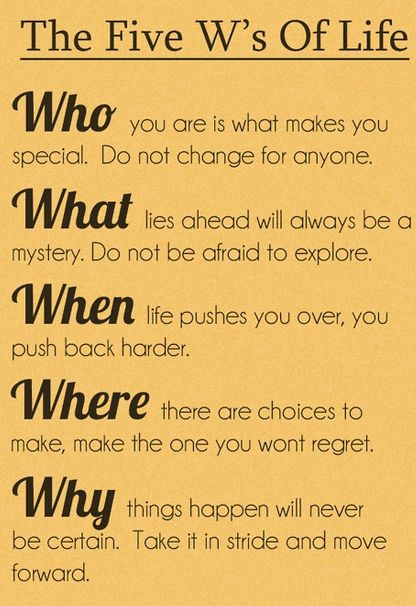 The Five W's Of Life
Who you are is what makes you
special. Do not change for anyone.
What lies ahead will always be a
mystery. Do not be afraid to explore.
When life pushes you over, you
push back harder.
Where there are choices to
make, make the one you wont regret.
Why things happen will never
be certain. Take it in stride and move
forward.